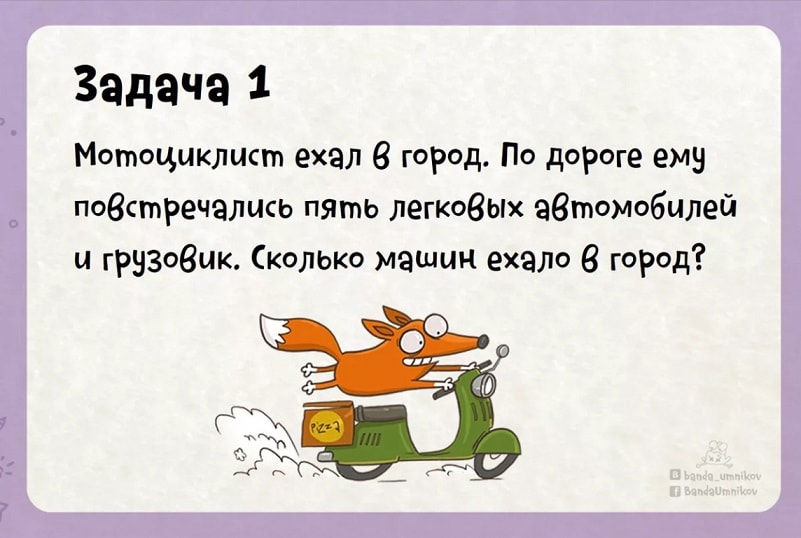 Задача 1
Мотоциклист ехал в город. По дороге ему
повстречались пять легковых автомобилей
и грузовик. Сколько машин ехало в город?
pizza
banda_umnikov
BandaUmnikov